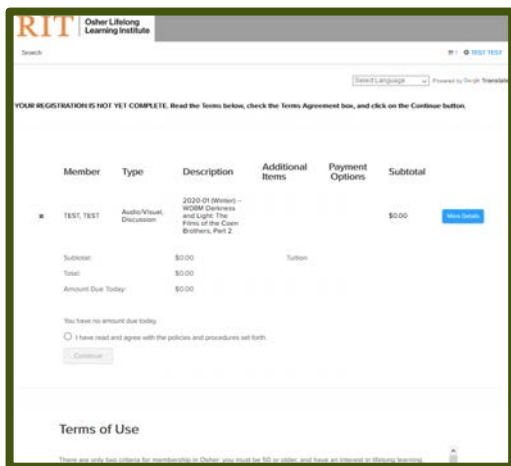 RIT Osher Lifelong
Learning Institute
Search
1 TEST TEST
Select Language Powered by Google Translate
YOUR REGISTRATION IS NOT YET COMPLETE. Read the Terms below, check the Terms Agreement box, and click on the Continue button.
Member Type Description Additional Items Payment Options Subtotal
TEST, TEST Audio/Visual, Discussion 2020-01 (Winter) –
WDBM Darkness
and Light: The
Films of the Coen
Brothers, Part 2 $0.00 More Details
Subtotal: $0.00 Tuition
Total: $0.00
Amount Due Today: $0.00
You have no amount due today.
I have read and agree with the policies and procedures set forth.
Continue
Terms of Use
There are only two criteria for membership in Osher: you must be 50 or older, and have an interest in lifelong learning.